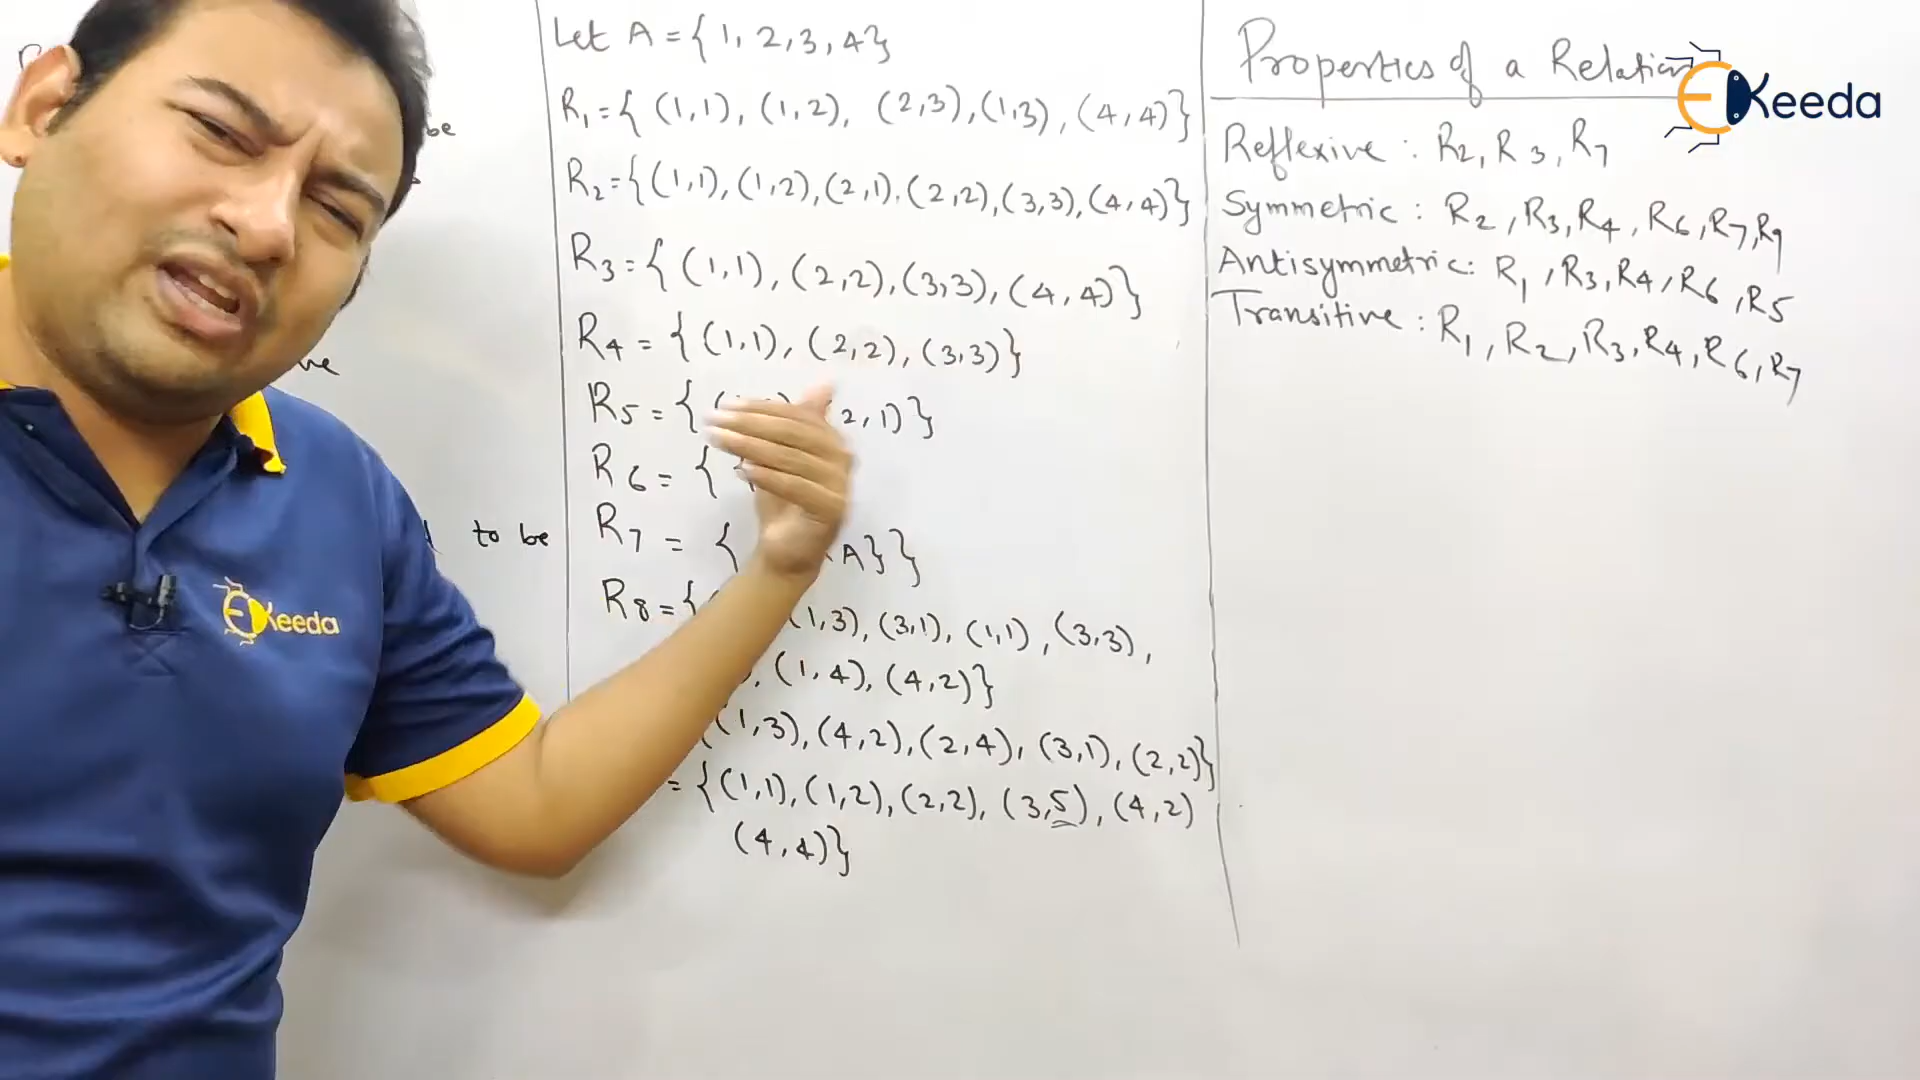 be
ve
to be
Let A = { 1, 2, 3, 4}
R1 = { (1,1), (1,2), (2,3), (1,3), (4,4)}
R2 = {(1,1), (1,2), (2,1), (2,2), (3,3), (4,4)}
R3 = { (1,1), (2,2), (3,3), (4,4)}
R4 = { (1,1), (2,2), (3,3)}
R5 = { ( 2,1)}
R6 = { {
R7 = { A}}
R8 = { 1,3), (3,1), (1,1), (3,3),
, (1,4), (4,2)}
(1,3), (4,2), (2,4), (3,1), (2,2)}
= {(1,1), (1,2), (2,2), (3,5), (4,2)
(4,4)}
Properties of a Relation
Reflexive : R2, R3, R7
Symmetric : R2, R3, R4, R6, R7, R9
Antisymmetric: R1, R3, R4, R6, R5
Transitive : R1, R2, R3, R4, R6, R7
EKeeda
EKeeda